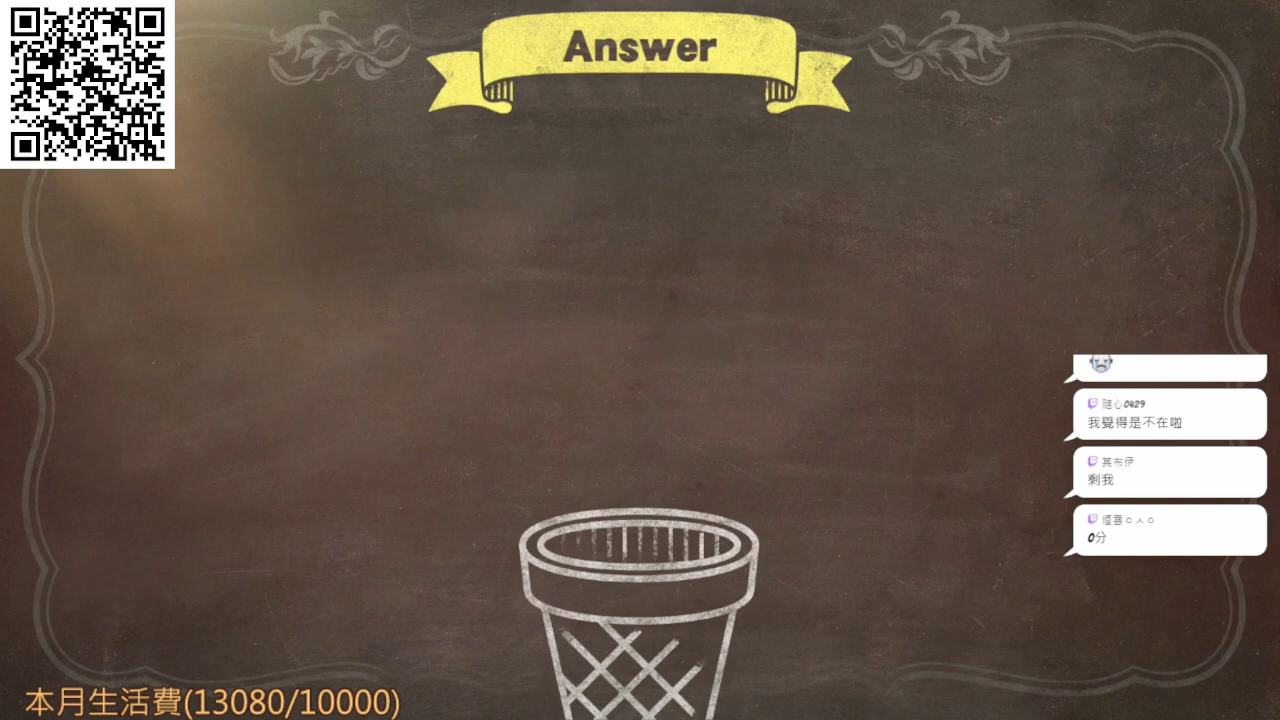 Answer
隨心0429
我覺得是不在啦
莫布伊
剩我
0分
本月生活費(13080/10000)